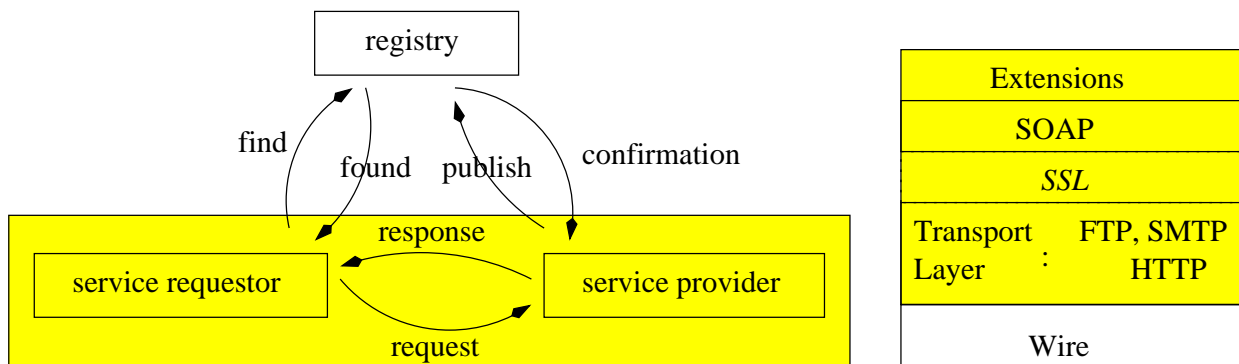 registry
find
found
publish
confirmation
response
service requestor
service provider
request
Extensions
SOAP
SSL
Transport : FTP, SMTP
Layer HTTP
Wire